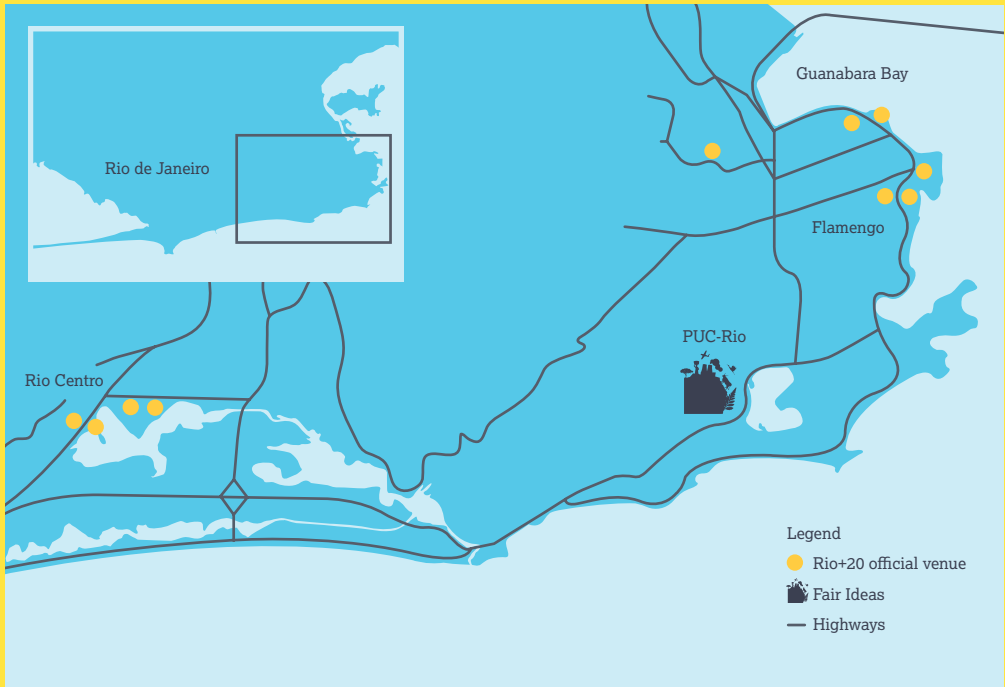 Guanabara Bay
Rio de Janeiro
Flamengo
PUC-Rio
Rio Centro
Legend
Rio+20 official venue
Fair Ideas
Highways